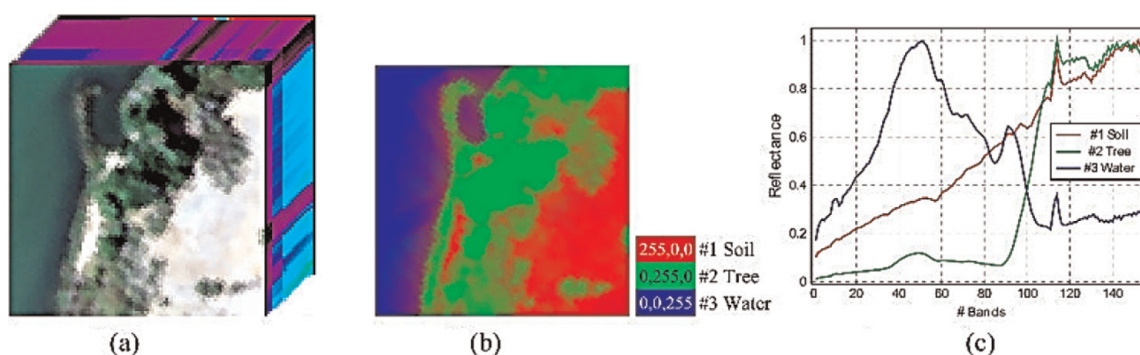 255,0,0 #1 Soil
0,255,0 #2 Tree
0,0,255 #3 Water
1
0.8
0.6
0.4
0.2
0
Reflectance
#1 Soil
#2 Tree
#3 Water
0 20 40 60 80 100 120 140
# Bands
(a) (b) (c)